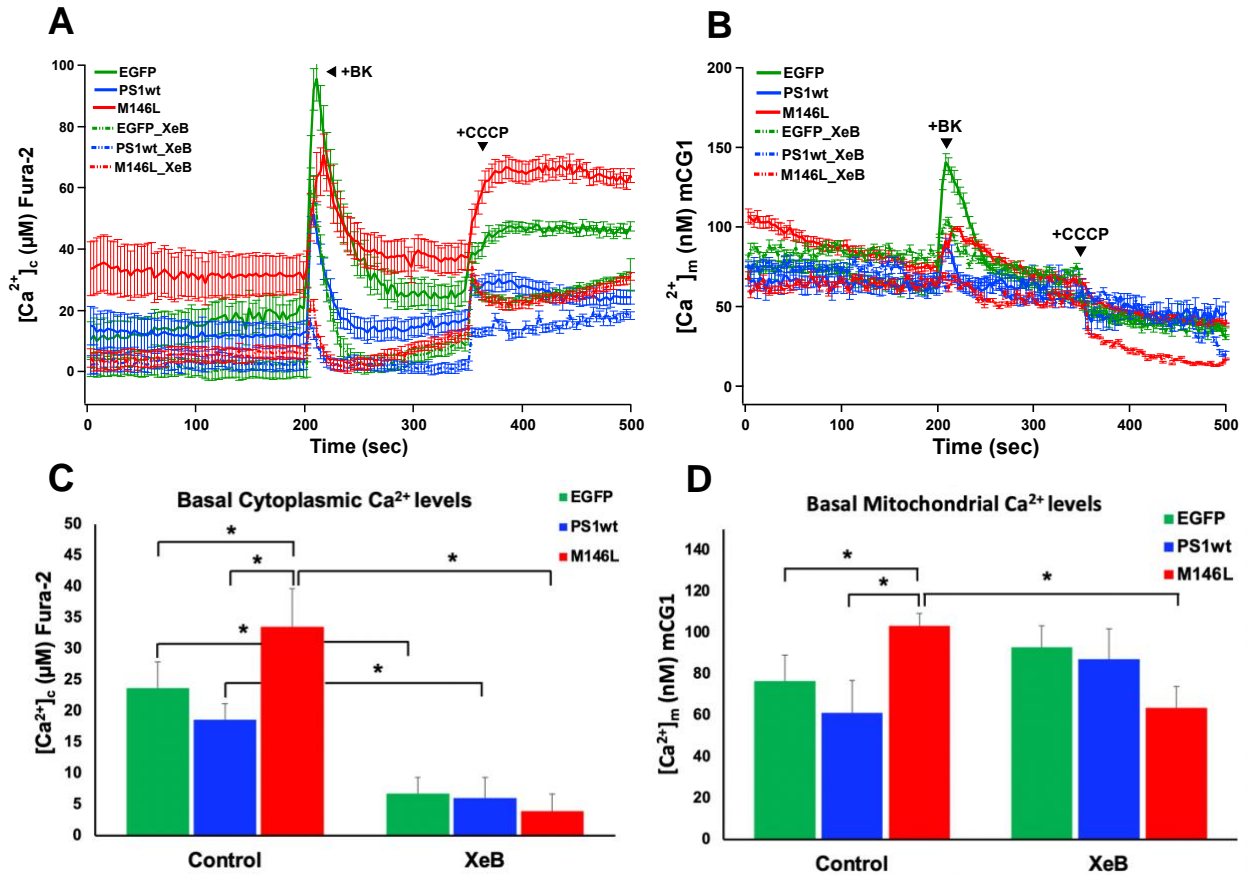 A
[Ca²⁺]c (μM) Fura-2
100
80
60
40
20
0
EGFP
PS1wt
M146L
EGFP_XeB
PS1wt_XeB
M146L_XeB
+BK
+CCCP
0
100
200
300
400
500
Time (sec)
B
[Ca²⁺]m (nM) mCG1
200
150
100
50
0
EGFP
PS1wt
M146L
EGFP_XeB
PS1wt_XeB
M146L_XeB
+BK
+CCCP
0
100
200
300
400
500
Time (sec)
C
Basal Cytoplasmic Ca²⁺ levels
EGFP
PS1wt
M146L
[Ca²⁺]c (μM) Fura-2
50
45
40
35
30
25
20
15
10
5
0
*
*
*
*
*
Control
XeB
D
Basal Mitochondrial Ca²⁺ levels
EGFP
PS1wt
M146L
[Ca²⁺]m (nM) mCG1
140
120
100
80
60
40
20
0
*
*
*
Control
XeB